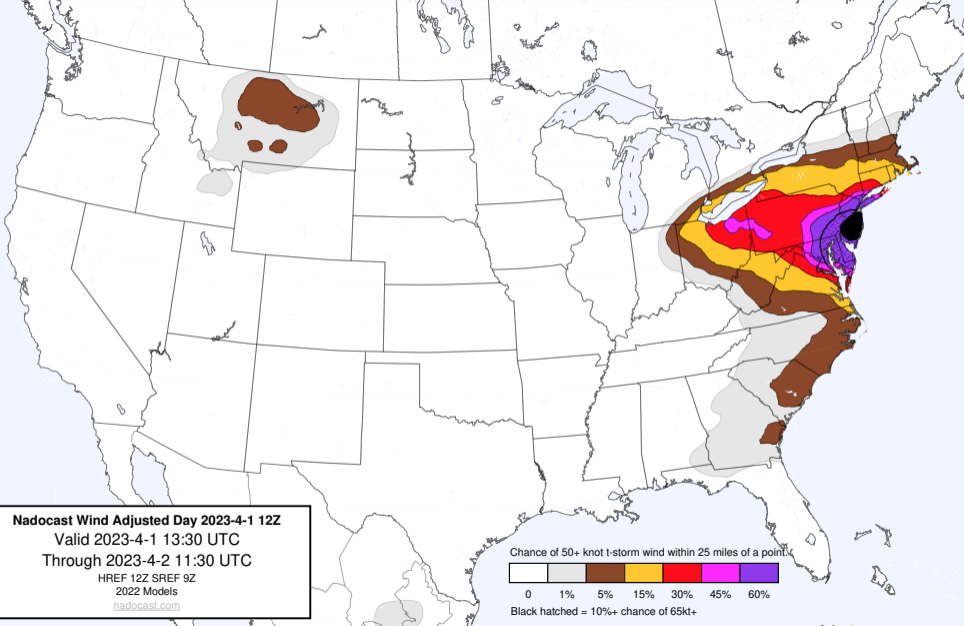 Nadocast Wind Adjusted Day 2023-4-1 12Z
Valid 2023-4-1 13:30 UTC
Through 2023-4-2 11:30 UTC
HREF 12Z SREF 9Z
2022 Models
nadocast.com
Chance of 50+ knot t-storm wind within 25 miles of a point.
0 1% 5% 15% 30% 45% 60%
Black hatched = 10%+ chance of 65kt+